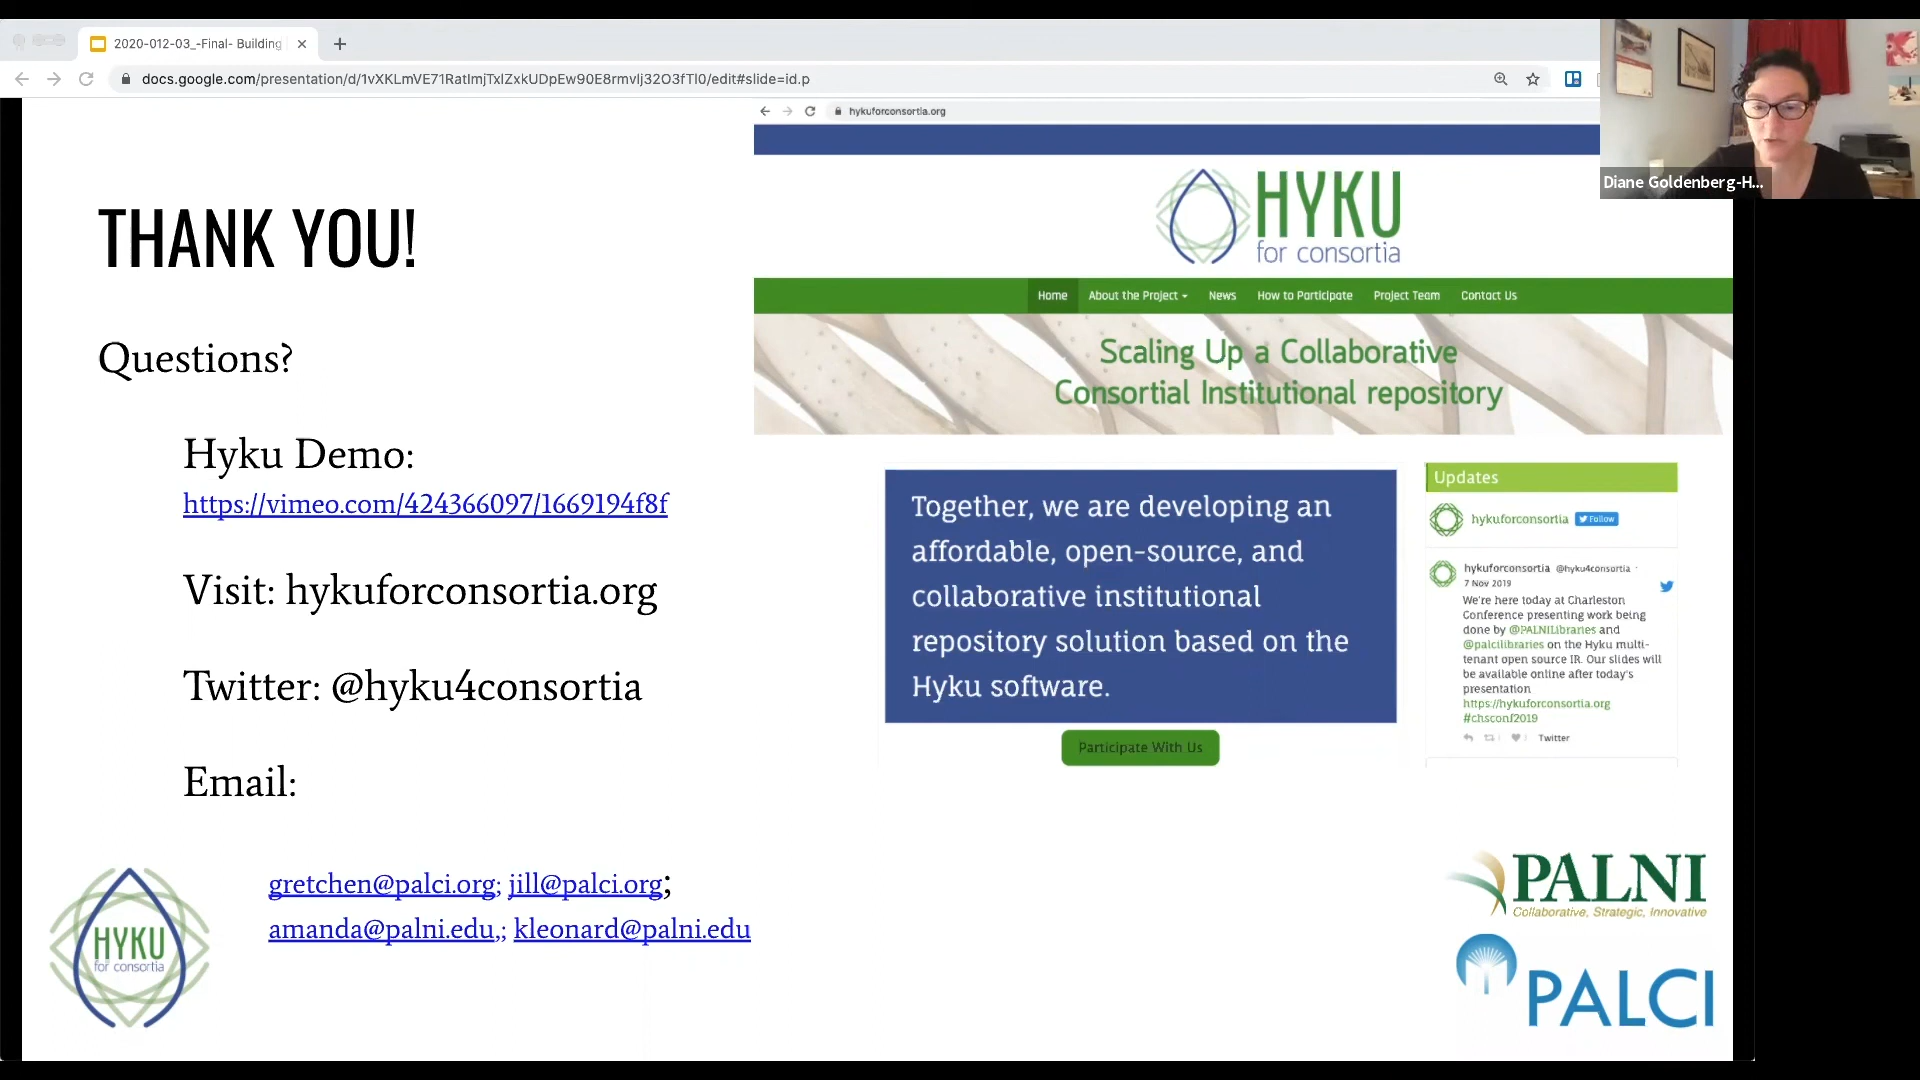 2020-012-03_-Final- Building
docs.google.com/presentation/d/1vXKLmVE71RatImjTxIZxkUDpEw90E8rmvlj32O3fTl0/edit#slide=id.p
hykuforconsortia.org
Diane Goldenberg-H...
HYKU
for consortia
THANK YOU!
Home About the Project News How to Participate Project Team Contact Us
Scaling Up a Collaborative
Consortial Institutional repository
Questions?
Hyku Demo:
https://vimeo.com/424366097/1669194f8f
Visit: hykuforconsortia.org
Twitter: @hyku4consortia
Email:
gretchen@palci.org; jill@palci.org;
amanda@palni.edu,; kleonard@palni.edu
Together, we are developing an
affordable, open-source, and
collaborative institutional
repository solution based on the
Hyku software.
Participate With Us
Updates
hykuforconsortia Follow
hykuforconsortia @hyku4consortia ·
7 Nov 2019
We're here today at Charleston
Conference presenting work being
done by @PALNILibraries and
@palcilibraries on the Hyku multi-
tenant open source IR. Our slides will
be available online after today's
presentation
https://hykuforconsortia.org
#chsconf2019
Twitter
HYKU
for consortia
PALNI
Collaborative, Strategic, Innovative
PALCI